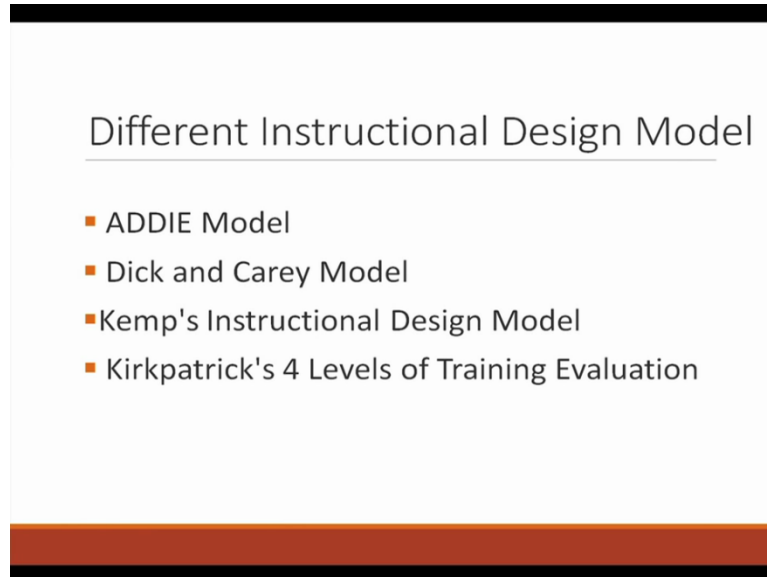 Different Instructional Design Model
ADDIE Model
Dick and Carey Model
Kemp's Instructional Design Model
Kirkpatrick's 4 Levels of Training Evaluation